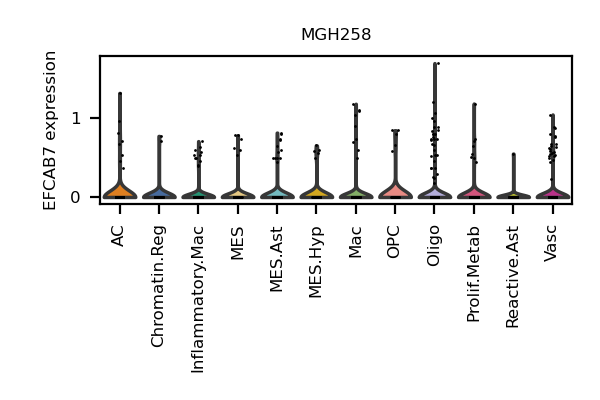 MGH258
EFCAB7 expression
1
0
AC
Chromatin.Reg
Inflammatory.Mac
MES
MES.Ast
MES.Hyp
Mac
OPC
Oligo
Prolif.Metab
Reactive.Ast
Vasc